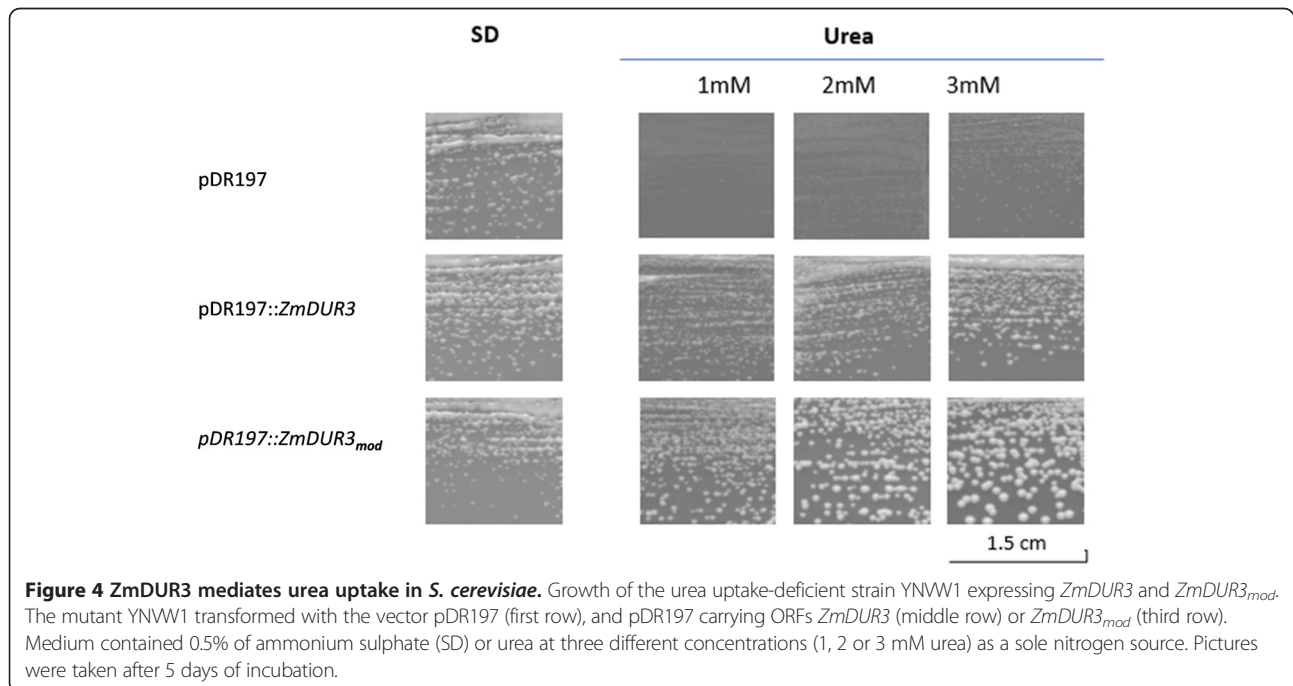 SD
Urea
1mM 2mM 3mM
pDR197
pDR197::ZmDUR3
pDR197::ZmDUR3mod
1.5 cm
Figure 4 ZmDUR3 mediates urea uptake in S. cerevisiae. Growth of the urea uptake-deficient strain YNVW1 expressing ZmDUR3 and ZmDUR3mod.
The mutant YNVW1 transformed with the vector pDR197 (first row), and pDR197 carrying ORFs ZmDUR3 (middle row) or ZmDUR3mod (third row).
Medium contained 0.5% of ammonium sulphate (SD) or urea at three different concentrations (1, 2 or 3 mM urea) as a sole nitrogen source. Pictures
were taken after 5 days of incubation.